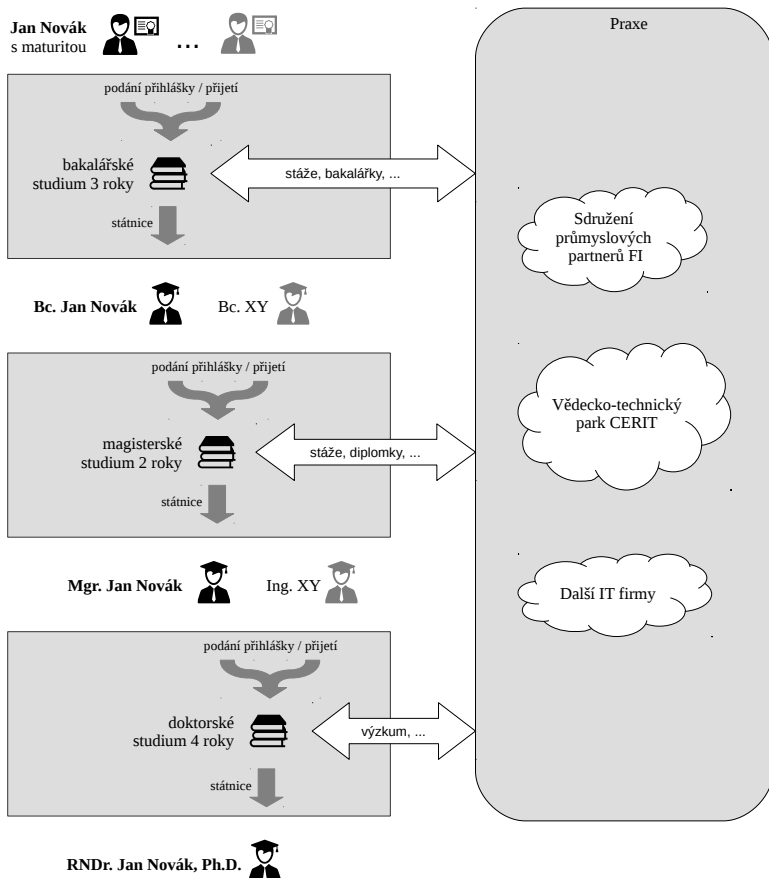 Jan Novák
s maturitou
...
podání přihlášky / přijetí
bakalářské
studium 3 roky
státnice
stáže, bakalářky, ...
Bc. Jan Novák
Bc. XY
podání přihlášky / přijetí
magisterské
studium 2 roky
státnice
stáže, diplomky, ...
Mgr. Jan Novák
Ing. XY
podání přihlášky / přijetí
doktorské
studium 4 roky
státnice
výzkum, ...
RNDr. Jan Novák, Ph.D.
Praxe
Sdružení
průmyslových
partnerů FI
Vědecko-technický
park CERIT
Další IT firmy